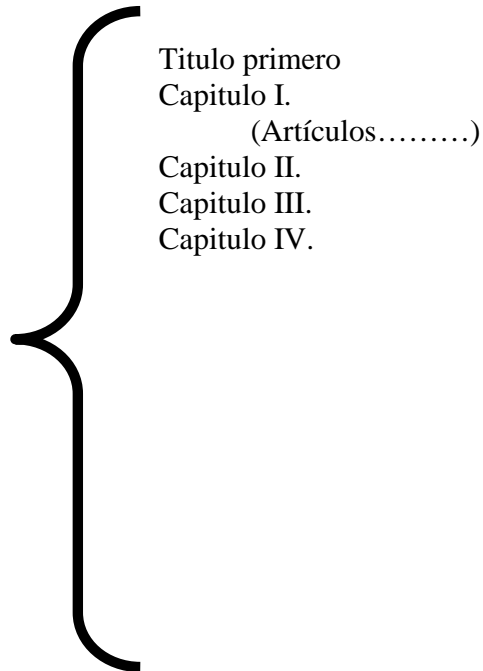 Titulo primero
Capitulo I.
(Artículos………)
Capitulo II.
Capitulo III.
Capitulo IV.